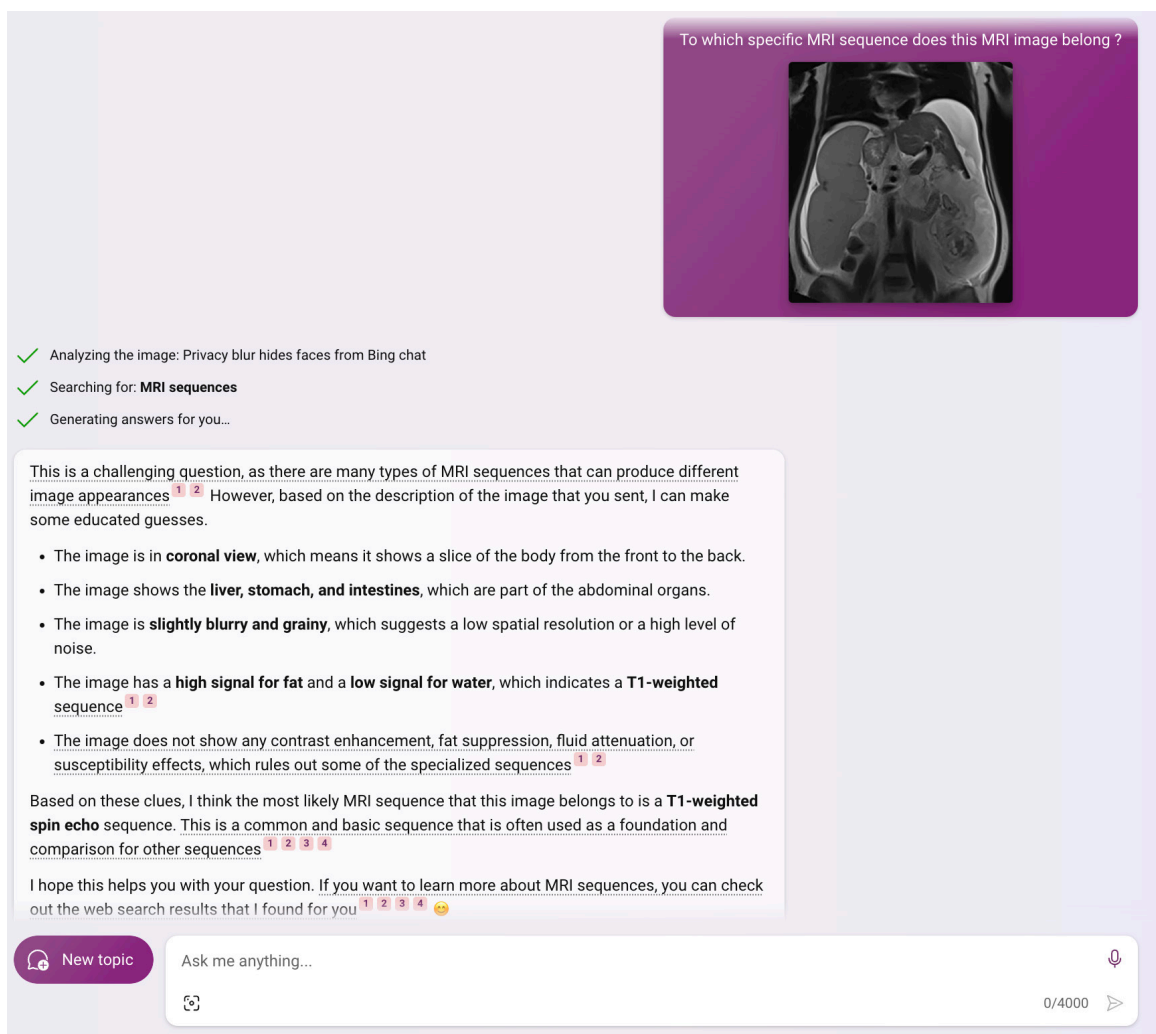 To which specific MRI sequence does this MRI image belong ?
Analyzing the image: Privacy blur hides faces from Bing chat
Searching for: MRI sequences
Generating answers for you…
This is a challenging question, as there are many types of MRI sequences that can produce different
image appearances 1 2 However, based on the description of the image that you sent, I can make
some educated guesses.
• The image is in coronal view, which means it shows a slice of the body from the front to the back.
• The image shows the liver, stomach, and intestines, which are part of the abdominal organs.
• The image is slightly blurry and grainy, which suggests a low spatial resolution or a high level of
noise.
• The image has a high signal for fat and a low signal for water, which indicates a T1-weighted
sequence 1 2
• The image does not show any contrast enhancement, fat suppression, fluid attenuation, or
susceptibility effects, which rules out some of the specialized sequences 1 2
Based on these clues, I think the most likely MRI sequence that this image belongs to is a T1-weighted
spin echo sequence. This is a common and basic sequence that is often used as a foundation and
comparison for other sequences 1 2 3 4
I hope this helps you with your question. If you want to learn more about MRI sequences, you can check
out the web search results that I found for you 1 2 3 4 😊
New topic
Ask me anything...
0/4000